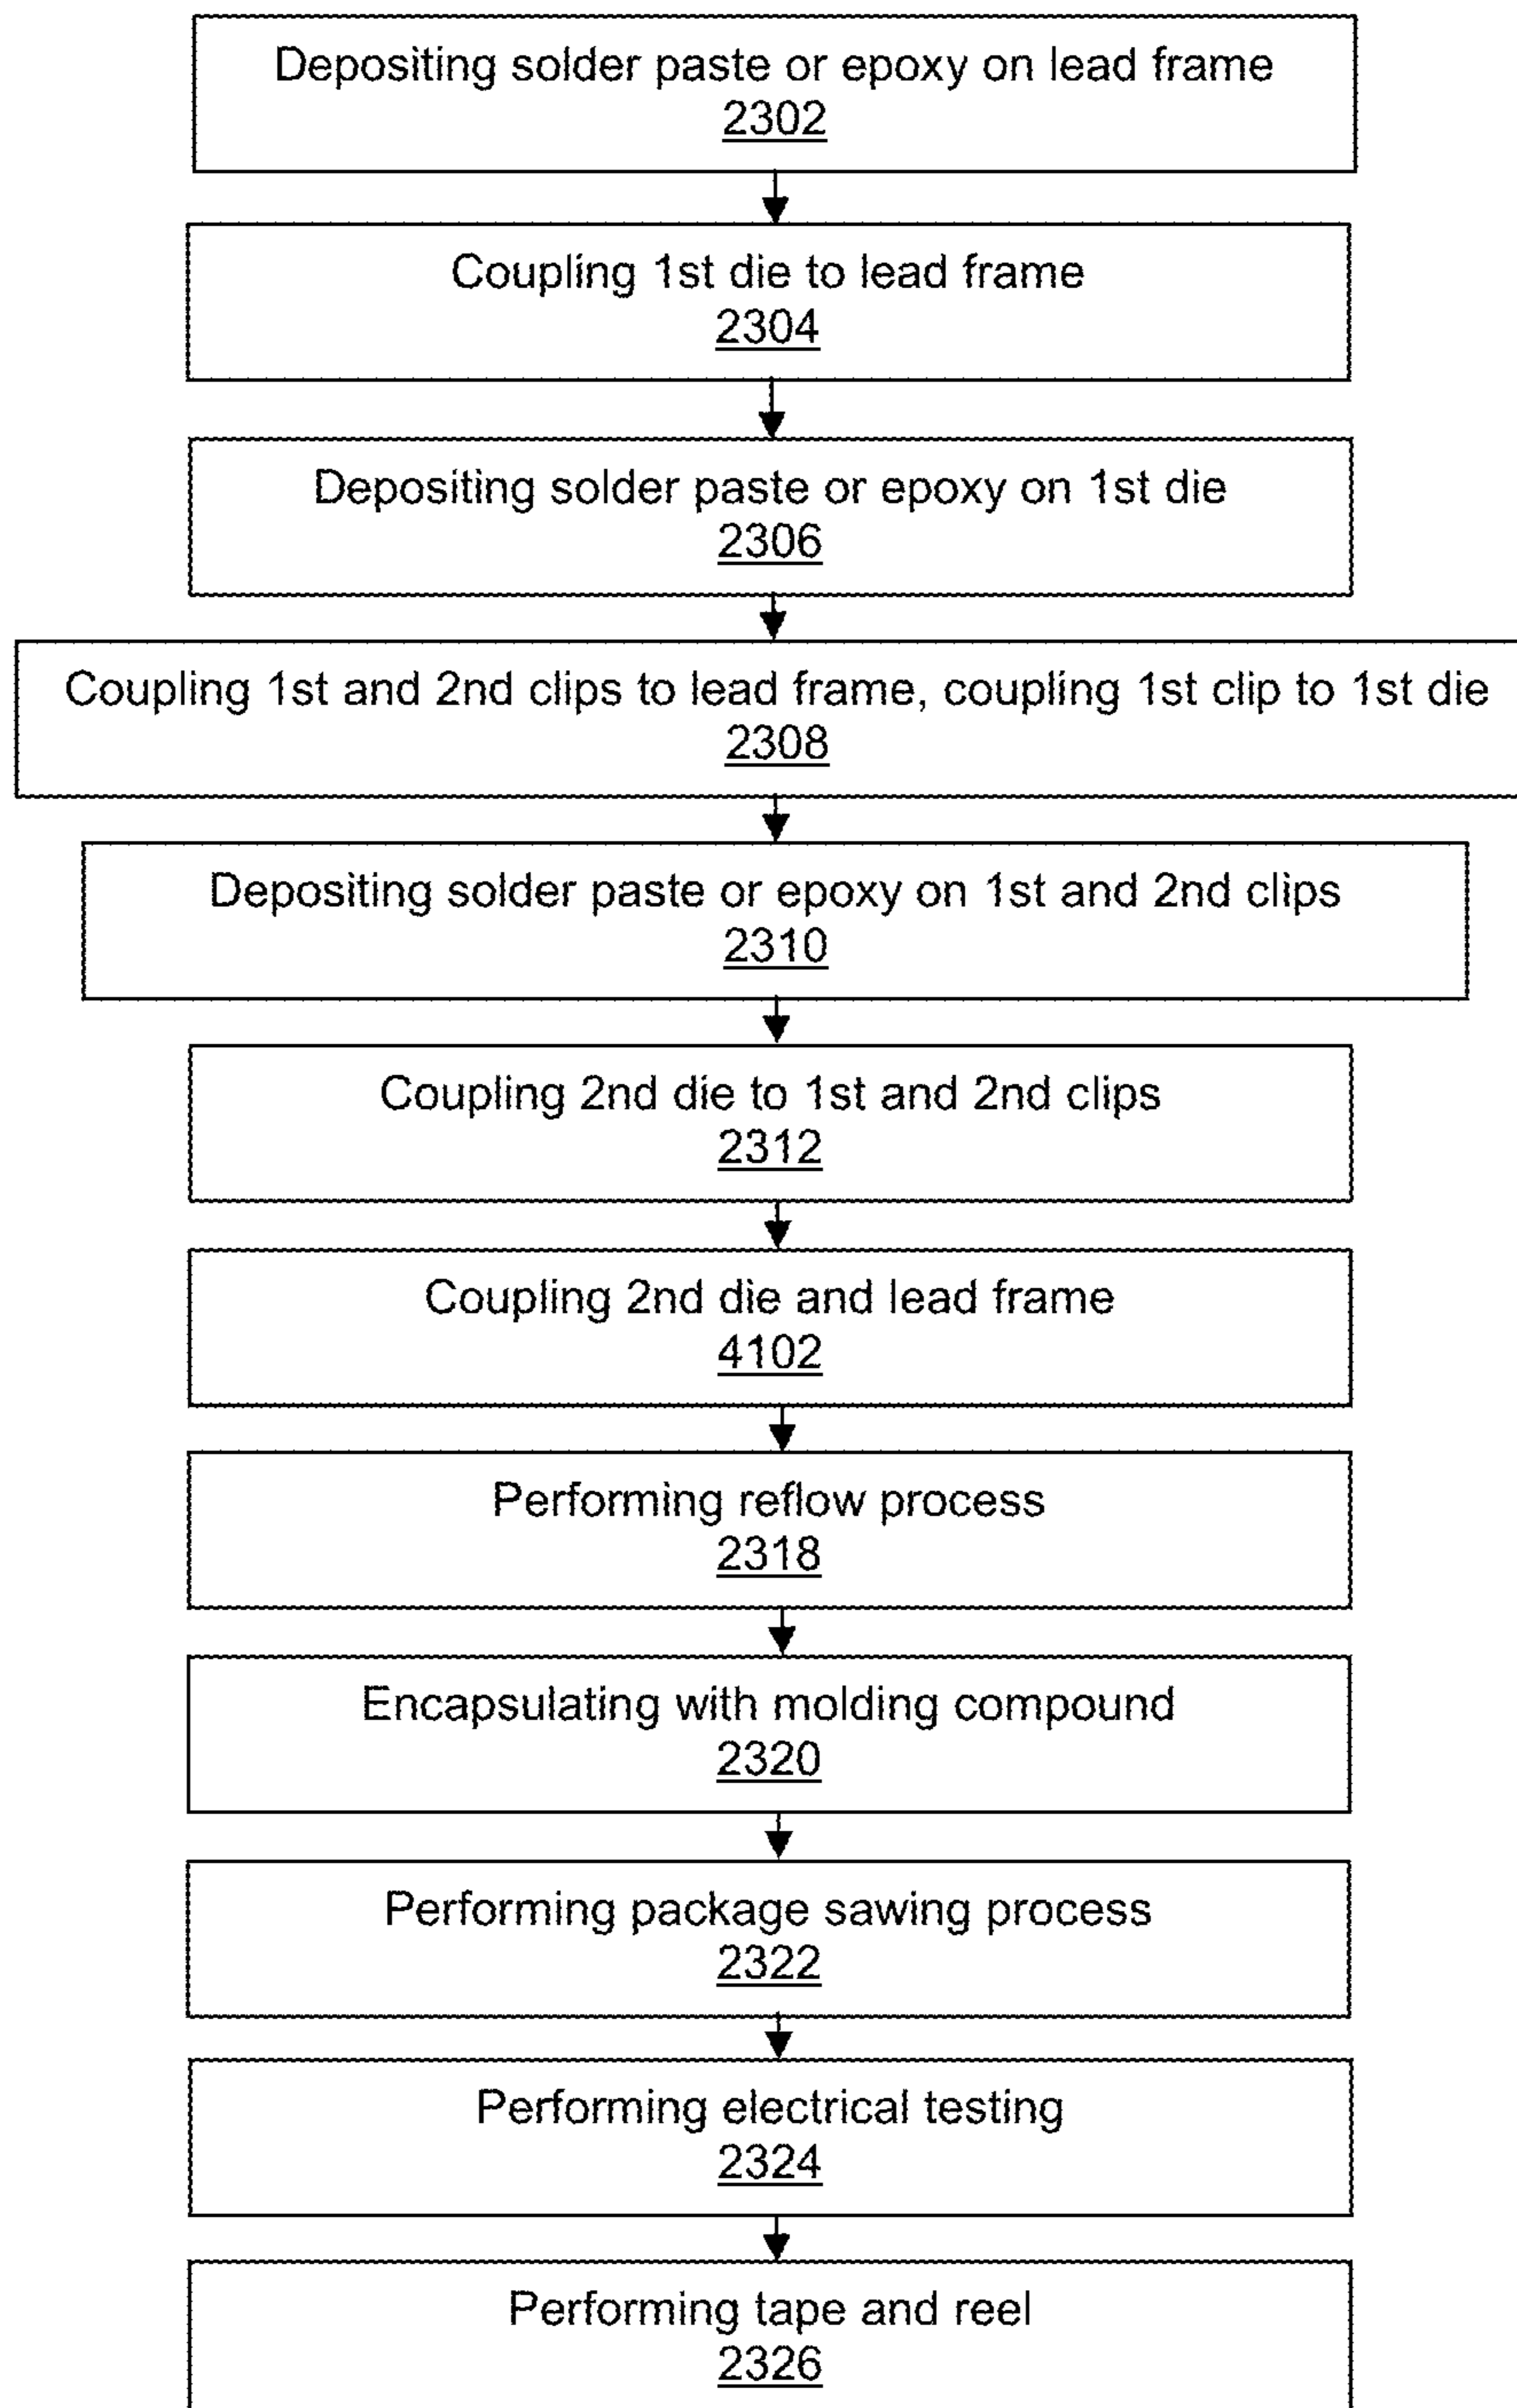 Depositing solder paste or epoxy on lead frame
2302
Coupling 1st die to lead frame
2304
Depositing solder paste or epoxy on 1st die
2306
Coupling 1st and 2nd clips to lead frame, coupling 1st clip to 1st die
2308
Depositing solder paste or epoxy on 1st and 2nd clips
2310
Coupling 2nd die to 1st and 2nd clips
2312
Coupling 2nd die and lead frame
4102
Performing reflow process
2318
Encapsulating with molding compound
2320
Performing package sawing process
2322
Performing electrical testing
2324
Performing tape and reel
2326